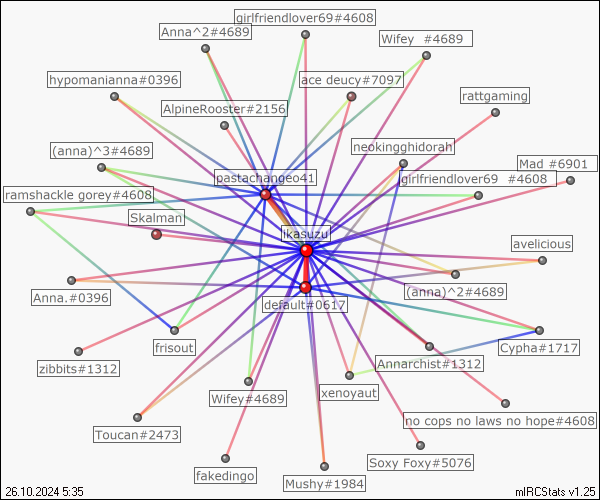 girlfriendlover69#4608
Anna^2#4689
Wifey  #4689
hypomanianna#0396
ace deucy#7097
rattgaming
AlpineRooster#2156
(anna)^3#4689
neokingghidorah
Mad #6901
pastachangeo41
girlfriendlover69  #4608
ramshackle gorey#4608
Skalman
ikasuzu
avelicious
Anna.#0396
(anna)^2#4689
default#0617
frisout
Cypha#1717
zibbits#1312
Annarchist#1312
Wifey#4689
xenoyaut
no cops no laws no hope#4608
Toucan#2473
Soxy Foxy#5076
fakedingo
Mushy#1984
26.10.2024 5:35
mIRCStats v1.25